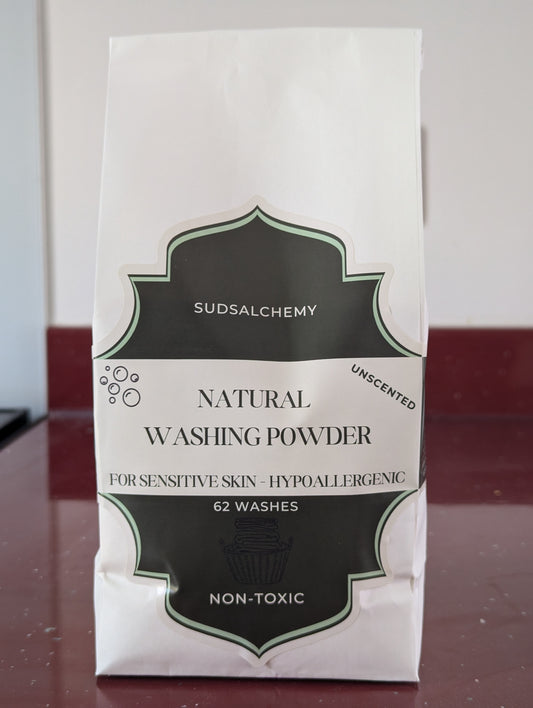 SUDSALCHEMY
UNSCENTED
NATURAL
WASHING POWDER
FOR SENSITIVE SKIN - HYPOALLERGENIC
62 WASHES
NON-TOXIC